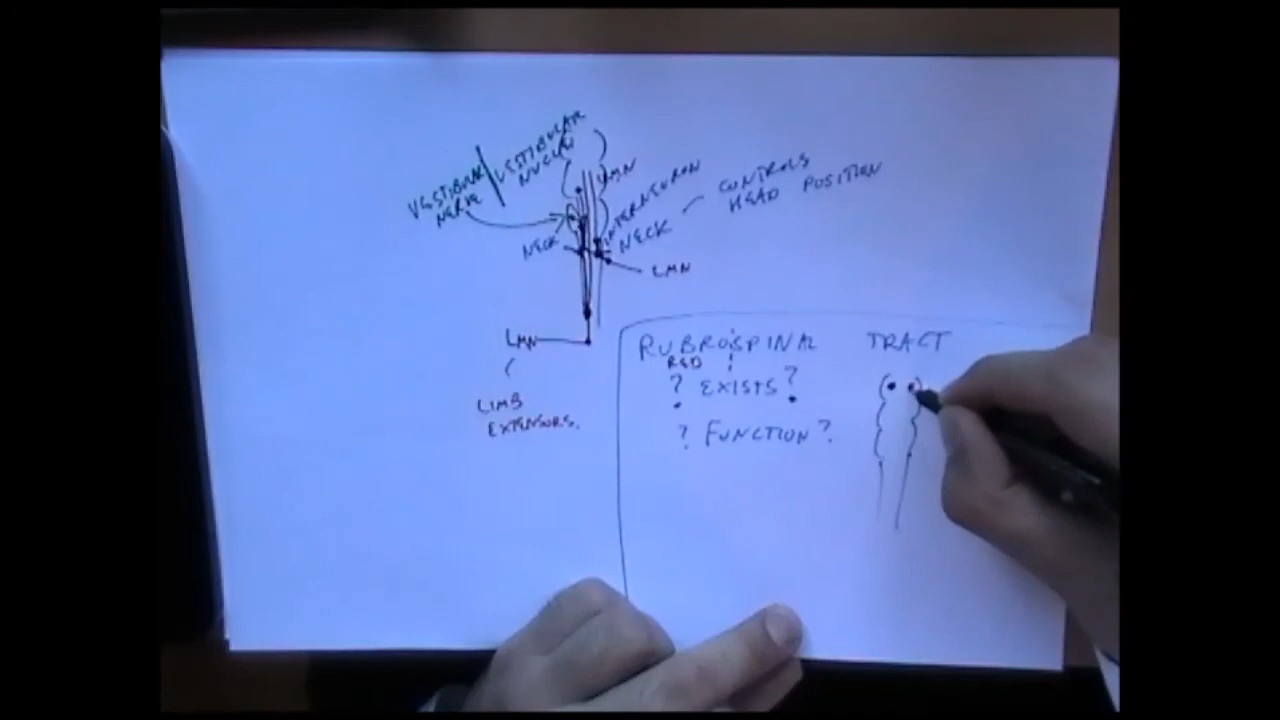 VESTIBULAR
NERVE
VESTIBULAR
NUCLEI
UMN
INTERNEURON
NECK
NECK
CONTROLS
HEAD POSITION
LMN
LMN
LIMB
EXTENSORS.
RUBROSPINAL TRACT
RED
? EXISTS ?
? FUNCTION ?